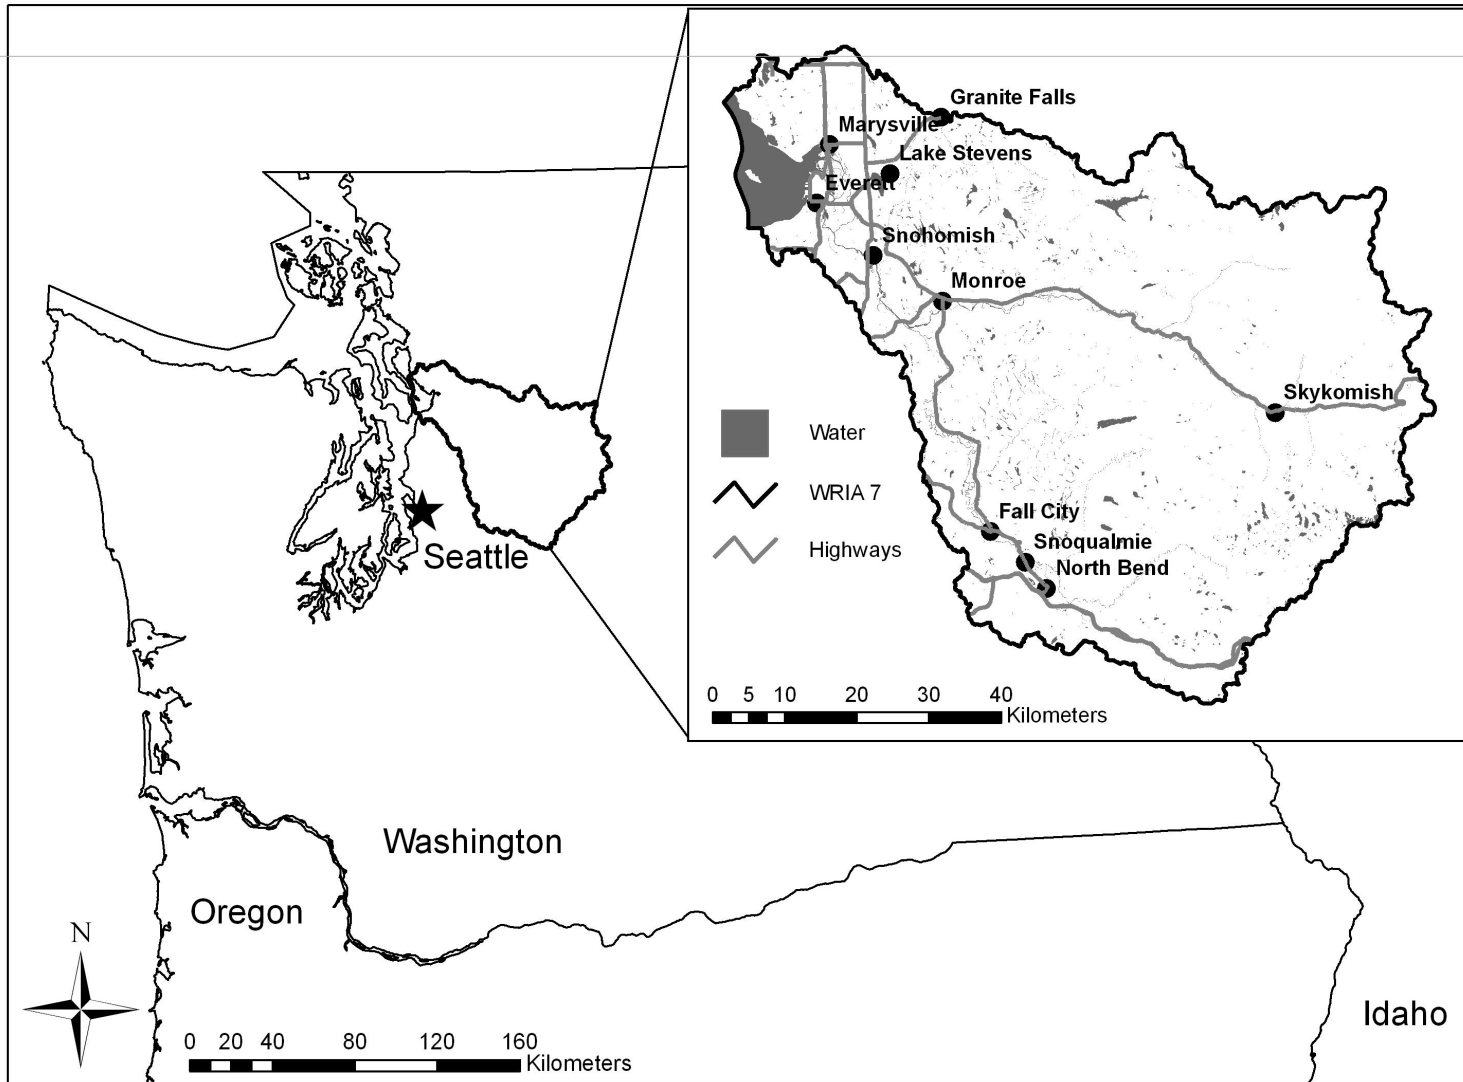 Granite Falls
Marysville
Lake Stevens
Everett
Snohomish
Monroe
Skykomish
Water
WRIA 7
Fall City
Highways
Snoqualmie
North Bend
0 5 10 20 30 40
Kilometers
Seattle
Washington
Oregon
N
Idaho
0 20 40 80 120 160
Kilometers